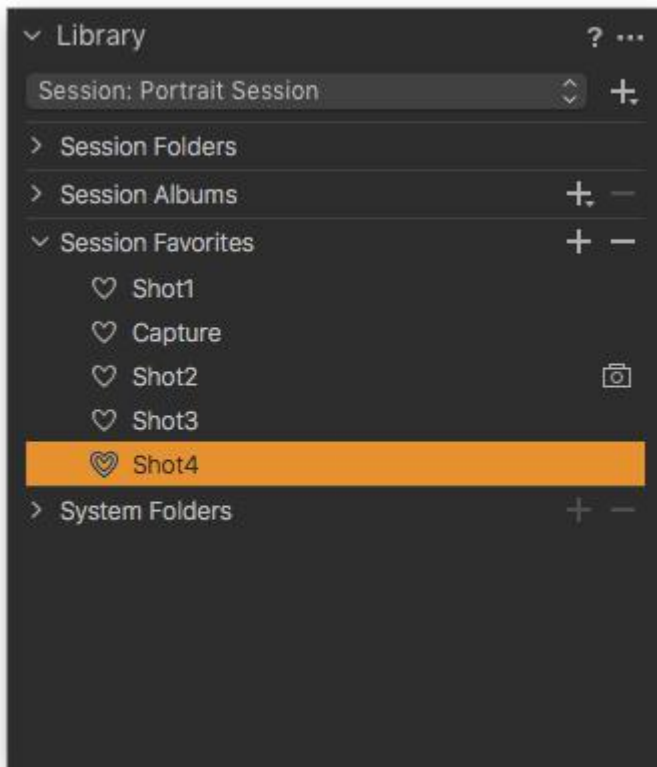 Library ? ...
Session: Portrait Session
Session Folders
Session Albums
Session Favorites
Shot1
Capture
Shot2
Shot3
Shot4
System Folders